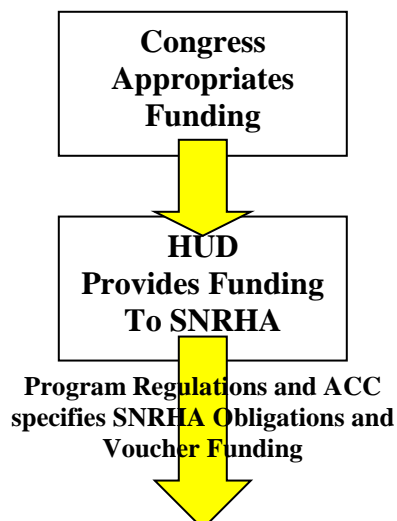 Congress
Appropriates
Funding
HUD
Provides Funding
To SNRHA
Program Regulations and ACC
specifies SNRHA Obligations and
Voucher Funding